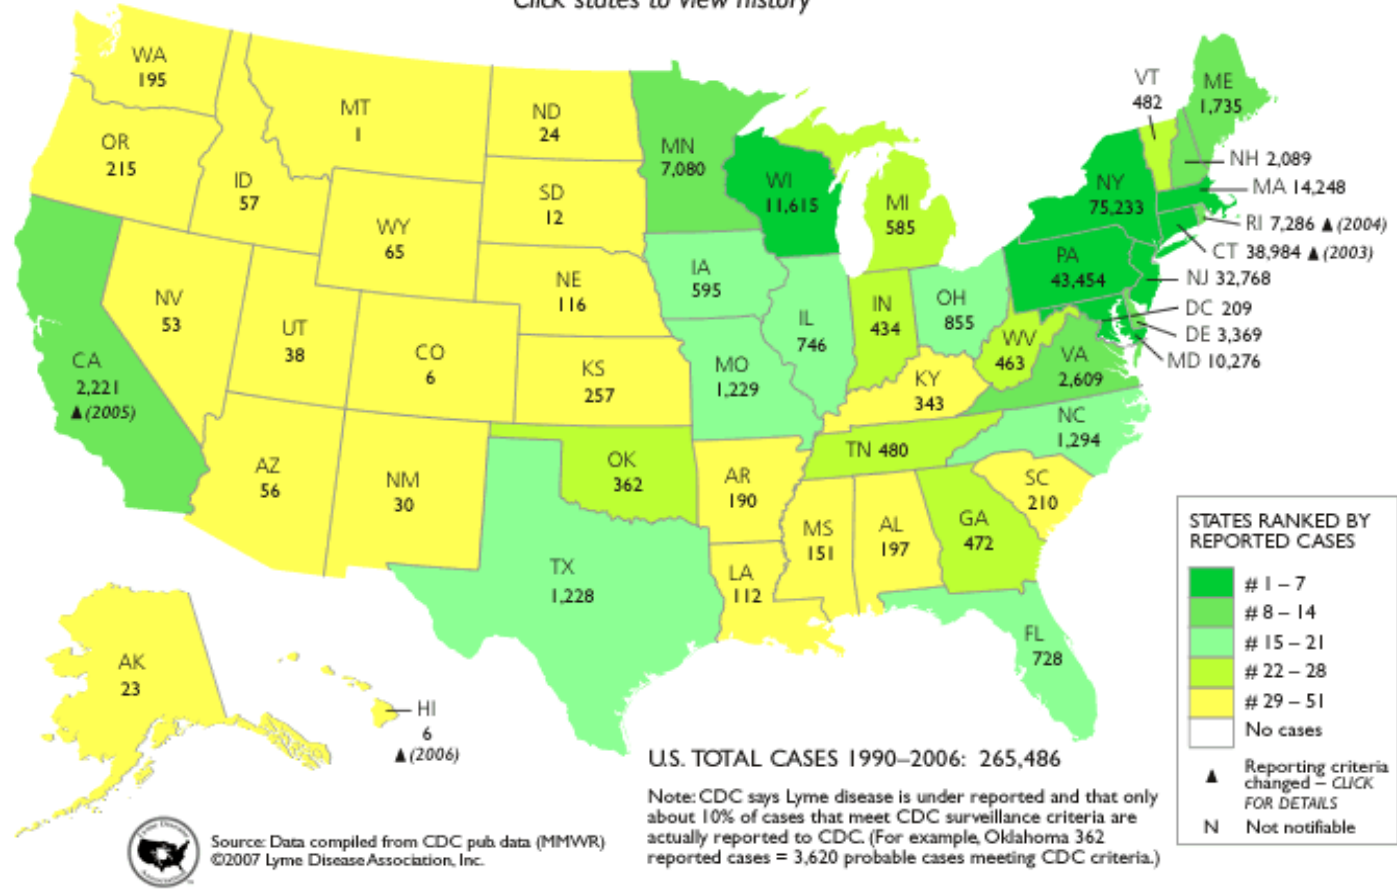 Click states to view history
WA
195
OR
215
MT
1
ID
57
WY
65
ND
24
SD
12
NE
116
KS
257
NV
53
UT
38
CO
6
CA
2,221
▲(2005)
AZ
56
NM
30
OK
362
TX
1,228
MN
7,080
WI
11,615
MI
585
IA
595
IL
746
IN
434
OH
855
MO
1,229
KY
343
WV
463
VA
2,609
TN 480
NC
1,294
AR
190
SC
210
MS
151
AL
197
GA
472
LA
112
FL
728
VT
482
ME
1,735
NH 2,089
MA 14,248
RI 7,286 ▲(2004)
CT 38,984 ▲(2003)
NY
75,233
PA
43,454
NJ 32,768
DC 209
DE 3,369
MD 10,276
AK
23
HI
6
▲(2006)
STATES RANKED BY
REPORTED CASES
# 1 – 7
# 8 – 14
# 15 – 21
# 22 – 28
# 29 – 51
No cases
▲ Reporting criteria
changed – CLICK
FOR DETAILS
N Not notifiable
U.S. TOTAL CASES 1990–2006: 265,486
Note: CDC says Lyme disease is under reported and that only
about 10% of cases that meet CDC surveillance criteria are
actually reported to CDC. (For example, Oklahoma 362
reported cases = 3,620 probable cases meeting CDC criteria.)
Lyme Disease
Association
Source: Data compiled from CDC pub data (MMWR)
©2007 Lyme Disease Association, Inc.